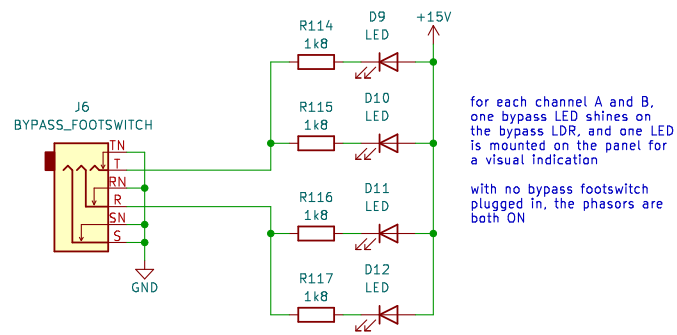 R114
1k8
D9
LED
+15V
R115
1k8
D10
LED
J6
BYPASS_FOOTSWITCH
TN
T
RN
R
SN
S
GND
R116
1k8
D11
LED
R117
1k8
D12
LED
for each channel A and B,
one bypass LED shines on
the bypass LDR, and one LED
is mounted on the panel for
a visual indication
with no bypass footswitch
plugged in, the phasors are
both ON